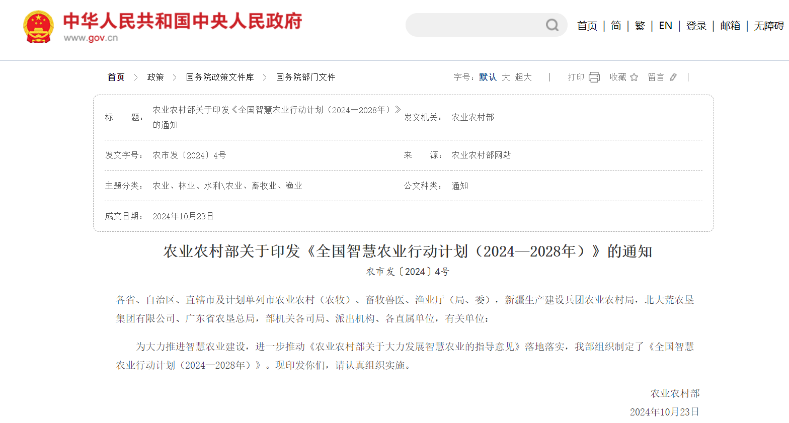 中华人民共和国中央人民政府
www.gov.cn
首页 | 简 | 繁 | EN | 登录 | 邮箱 | 无障碍
首页 > 政策 > 国务院政策文件库 > 国务院部门文件
字号：默认 大 超大 | 打印 收藏 留言 |
标 题： 农业农村部关于印发《全国智慧农业行动计划（2024—2028年）》的通知
发文机关： 农业农村部
发文字号： 农市发〔2024〕4号
来 源： 农业农村部网站
主题分类： 农业、林业、水利\农业、畜牧业、渔业
公文种类： 通知
成文日期： 2024年10月23日
农业农村部关于印发《全国智慧农业行动计划（2024—2028年）》的通知
农市发〔2024〕4号
各省、自治区、直辖市及计划单列市农业农村（农牧）、畜牧兽医、渔业厅（局、委），新疆生产建设兵团农业农村局，北大荒农垦
集团有限公司、广东省农垦总局，部机关各司局、派出机构、各直属单位，有关单位：
为大力推进智慧农业建设，进一步推动《农业农村部关于大力发展智慧农业的指导意见》落地落实，我部组织制定了《全国智慧
农业行动计划（2024—2028年）》。现印发你们，请认真组织实施。
农业农村部
2024年10月23日